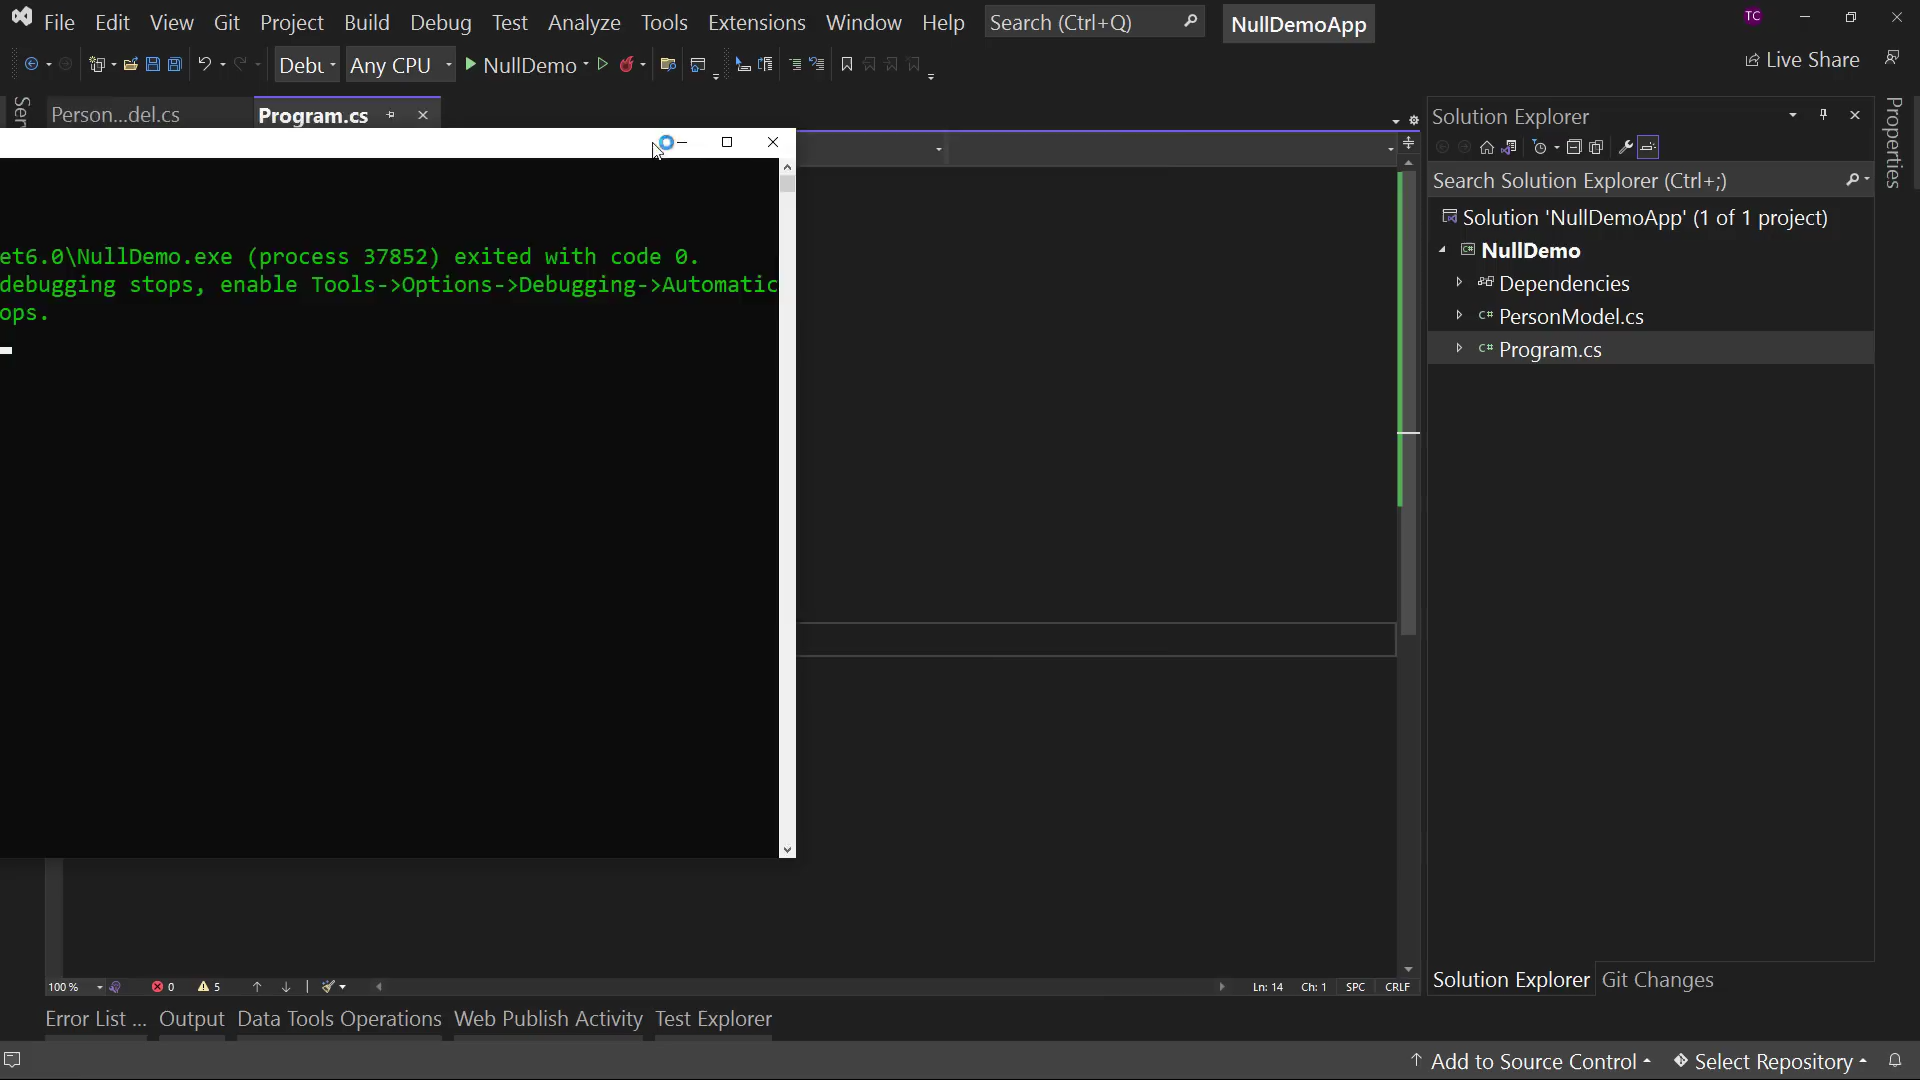 File Edit View Git Project Build Debug Test Analyze Tools Extensions Window Help Search (Ctrl+Q) NullDemoApp TC
Any CPU NullDemo Live Share
Person...del.cs Program.cs
et6.0\NullDemo.exe (process 37852) exited with code 0.
debugging stops, enable Tools->Options->Debugging->Automatic
ops.
Solution Explorer
Search Solution Explorer (Ctrl+;)
Solution 'NullDemoApp' (1 of 1 project)
NullDemo
Dependencies
C# PersonModel.cs
C# Program.cs
Properties
100 % 0 5 Ln: 14 Ch: 1 SPC CRLF
Solution Explorer Git Changes
Error List ... Output Data Tools Operations Web Publish Activity Test Explorer
Add to Source Control Select Repository